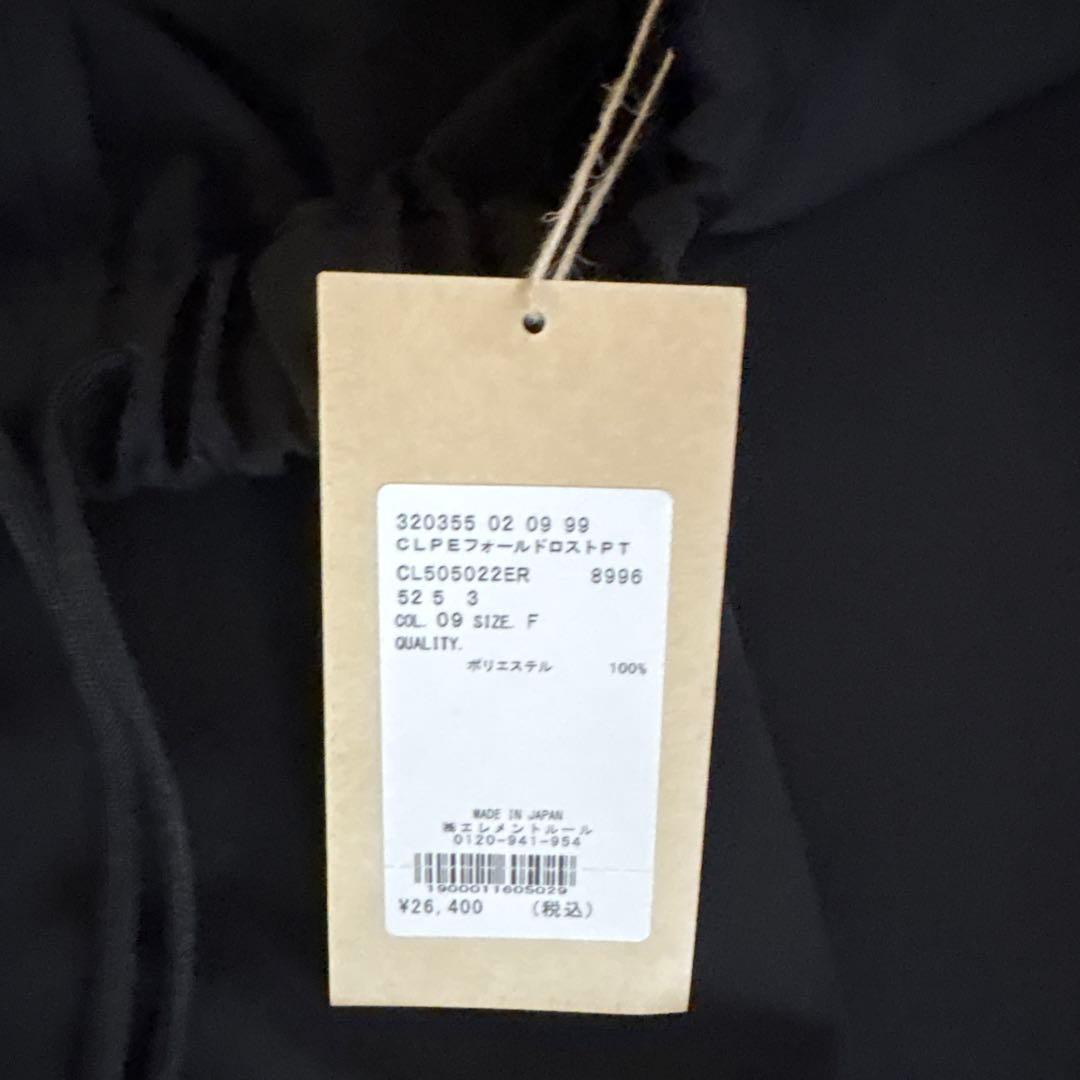 320355 02 09 99
CLPEフォールドロストPT
CL505022ER 8996
52 5 3
COL. 09 SIZE. F
QUALITY.
ポリエステル 100%
MADE IN JAPAN
㈱エレメントルール
0120-941-954
1900011605029
¥26,400 (税込)